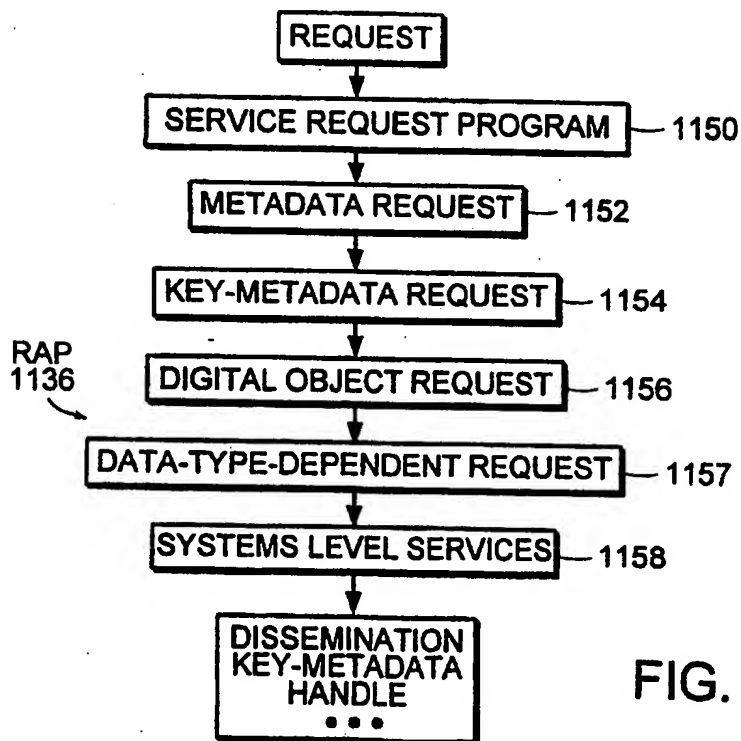 REQUEST
SERVICE REQUEST PROGRAM 1150
METADATA REQUEST 1152
KEY-METADATA REQUEST 1154
RAP
1136
DIGITAL OBJECT REQUEST 1156
DATA-TYPE-DEPENDENT REQUEST 1157
SYSTEMS LEVEL SERVICES 1158
DISSEMINATION
KEY-METADATA
HANDLE
• • •
FIG.